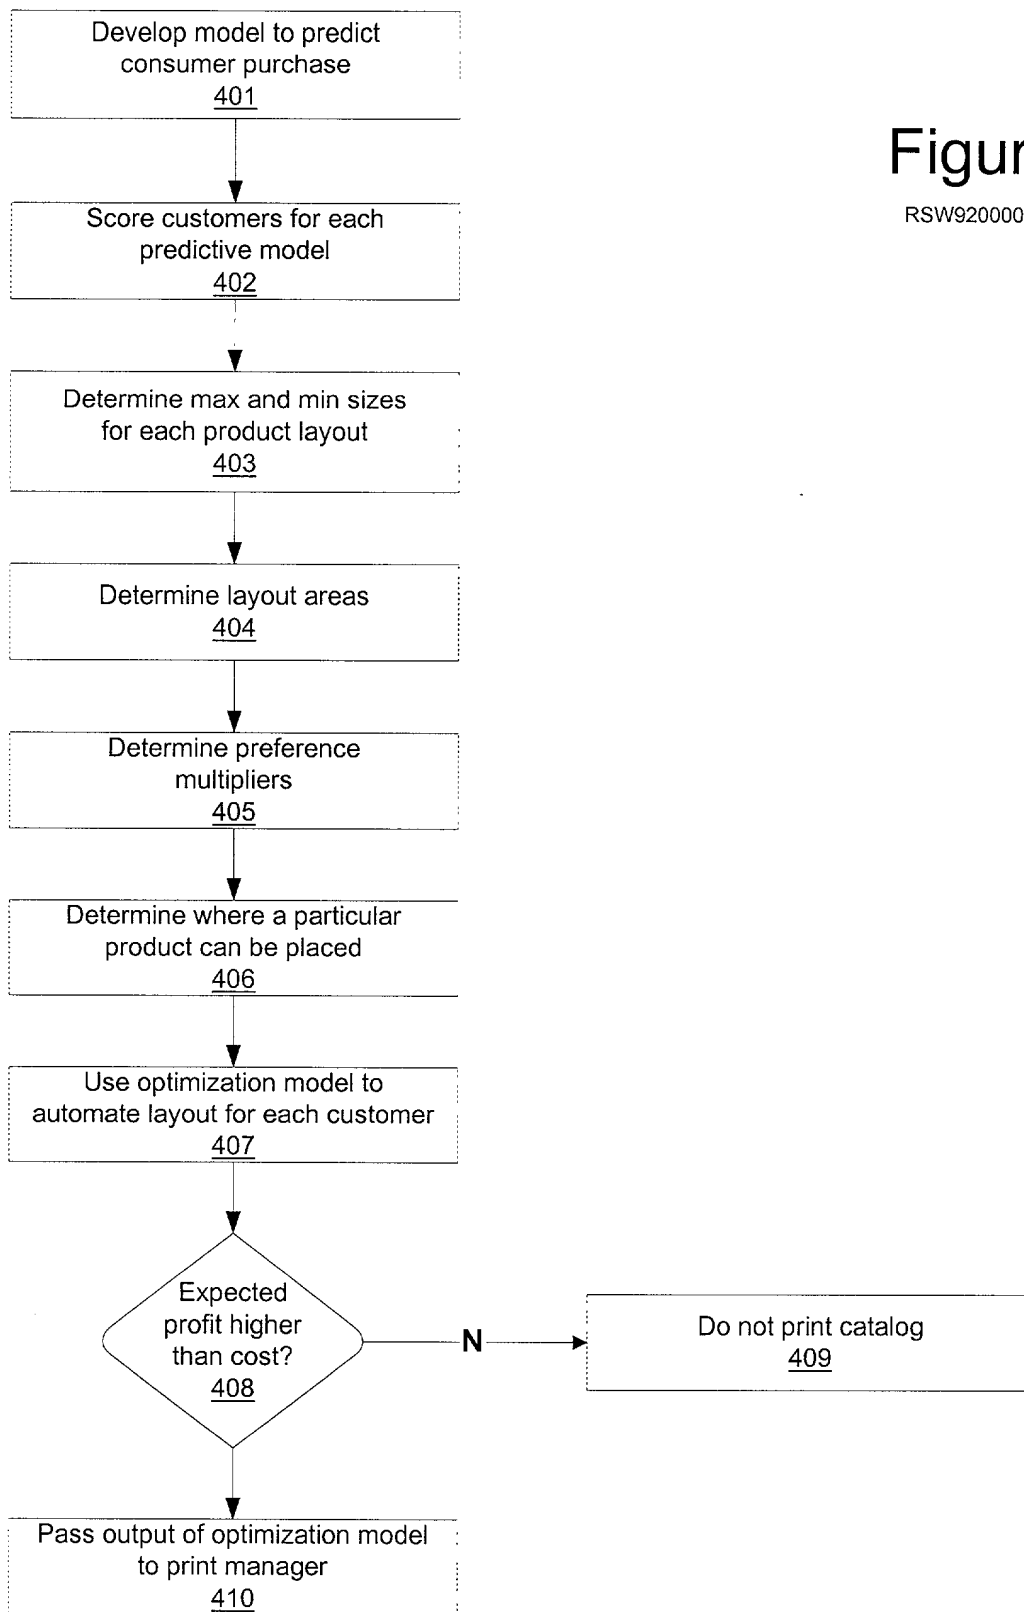 Develop model to predict
consumer purchase
401
Figur
RSW920000
Score customers for each
predictive model
402
Determine max and min sizes
for each product layout
403
Determine layout areas
404
Determine preference
multipliers
405
Determine where a particular
product can be placed
406
Use optimization model to
automate layout for each customer
407
Expected
profit higher
than cost?
408
N
Do not print catalog
409
Pass output of optimization model
to print manager
410